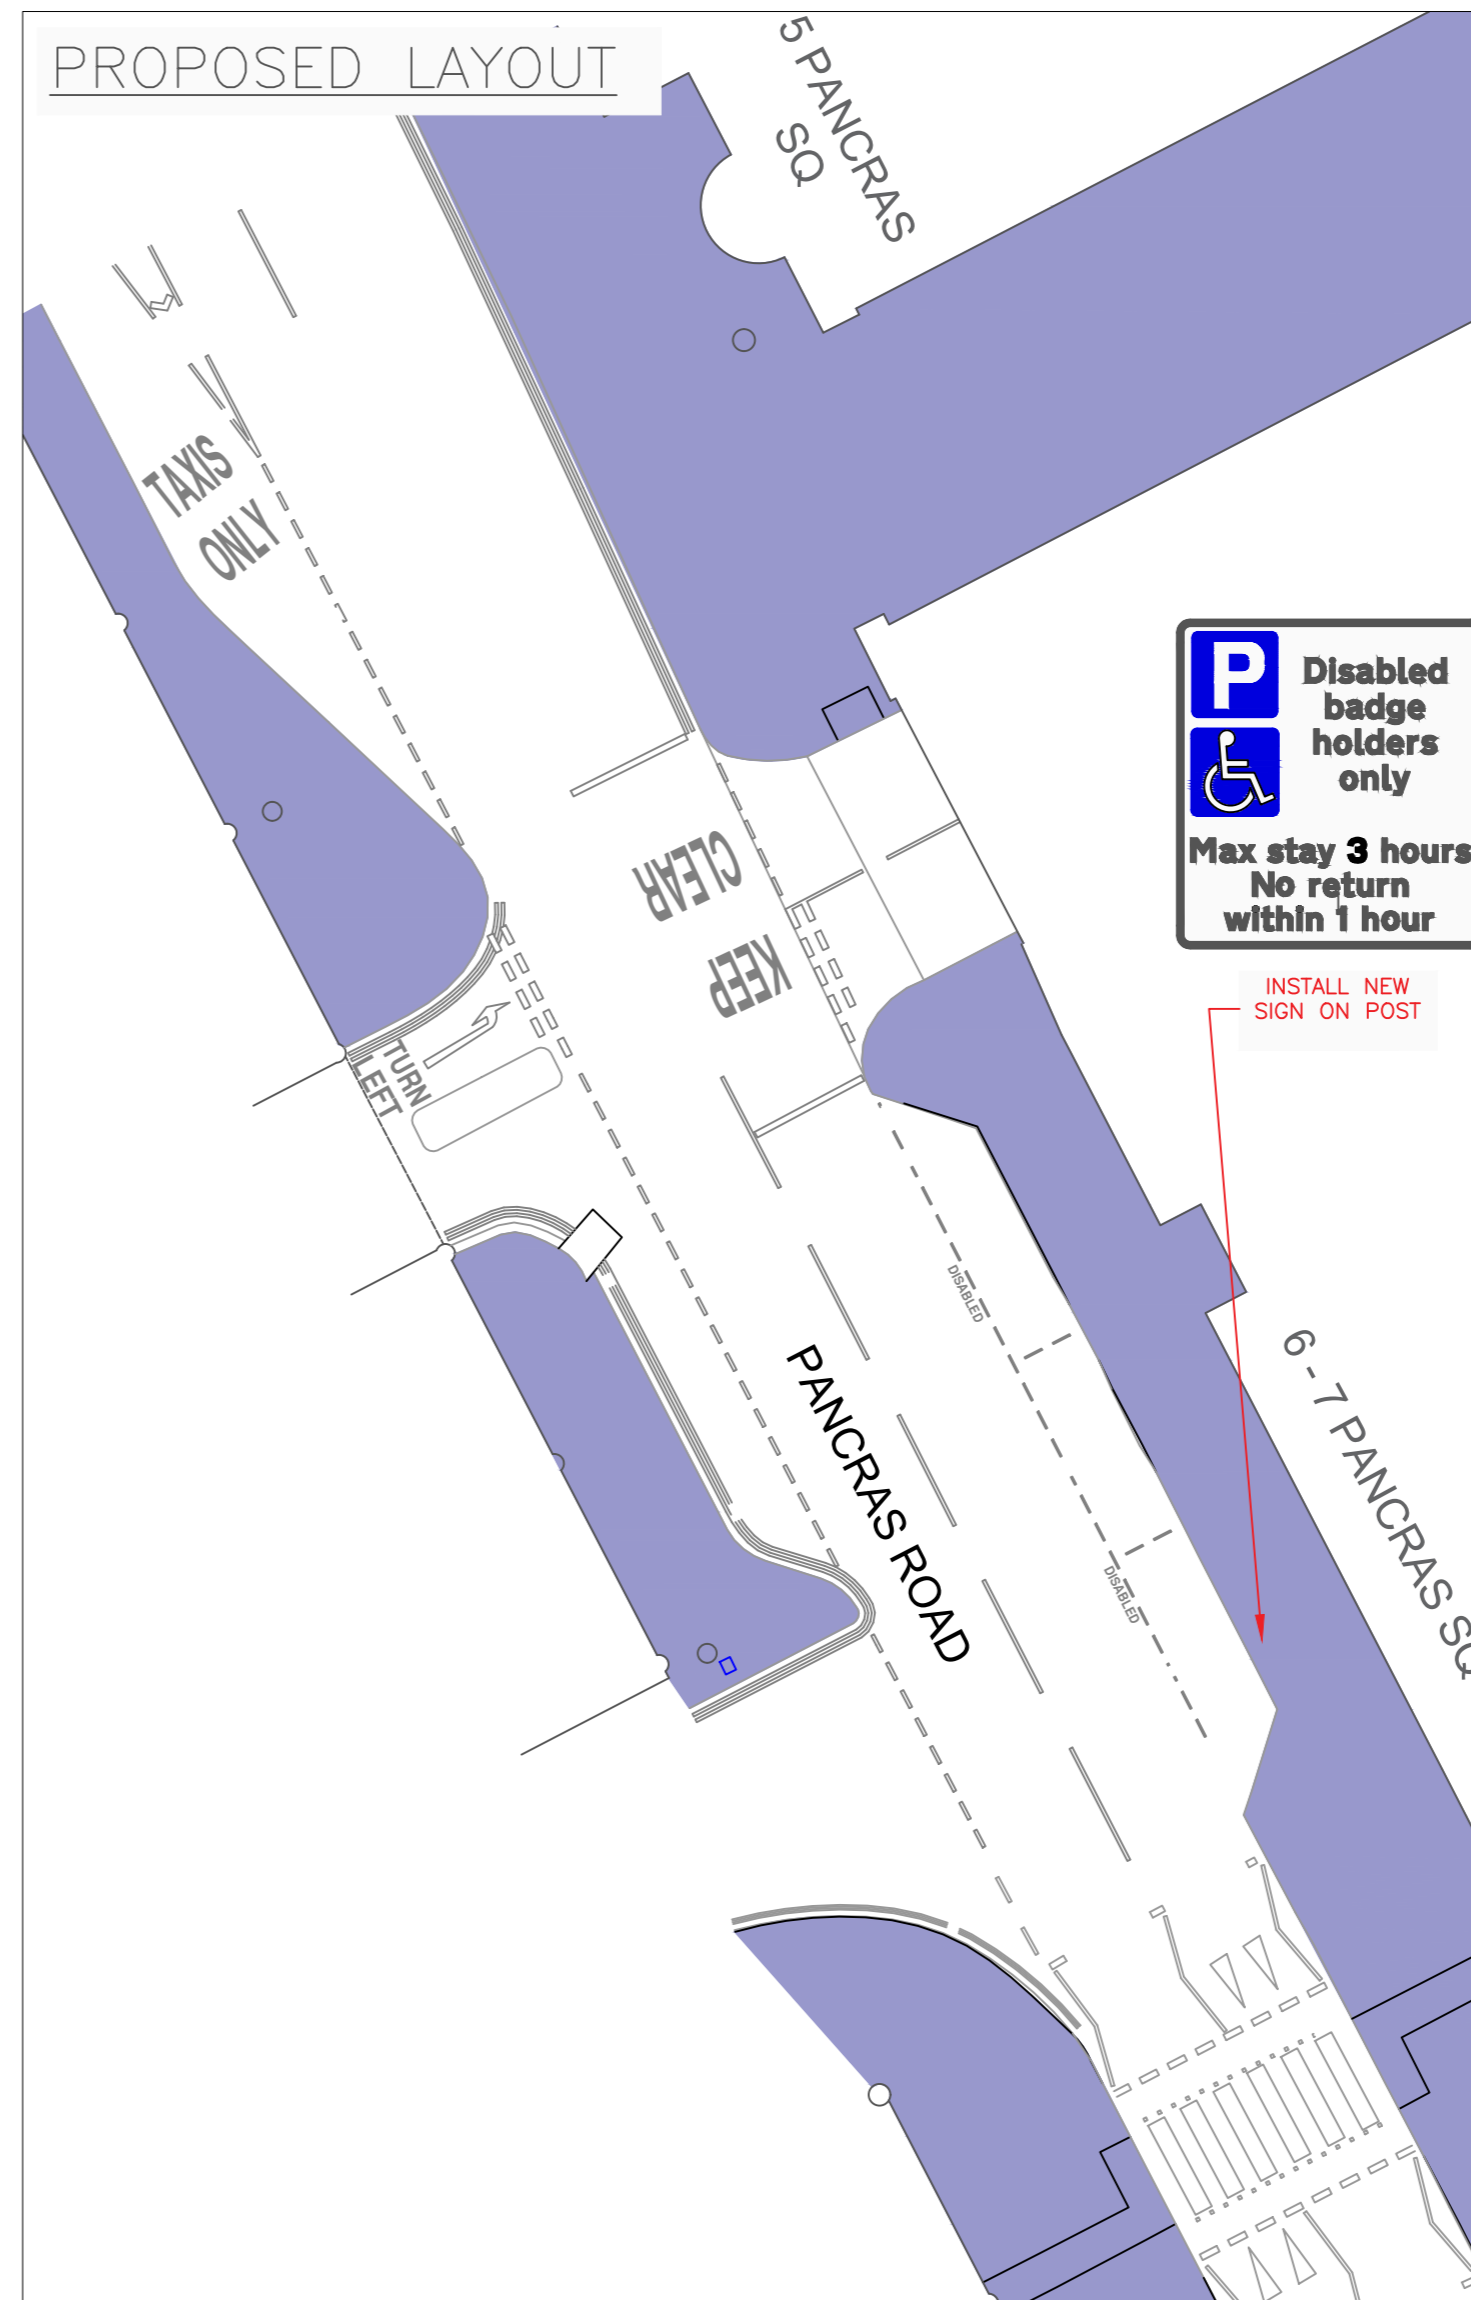 PROPOSED LAYOUT
5 PANCRAS
SQ
TAXIS
ONLY
P
Disabled
badge
holders
only
Max stay 3 hours
No return
within 1 hour
CLEAR
KEEP
INSTALL NEW
SIGN ON POST
TURN
LEFT
DISABLED
PANCRAS ROAD
6 - 7 PANCRAS SQ
DISABLED